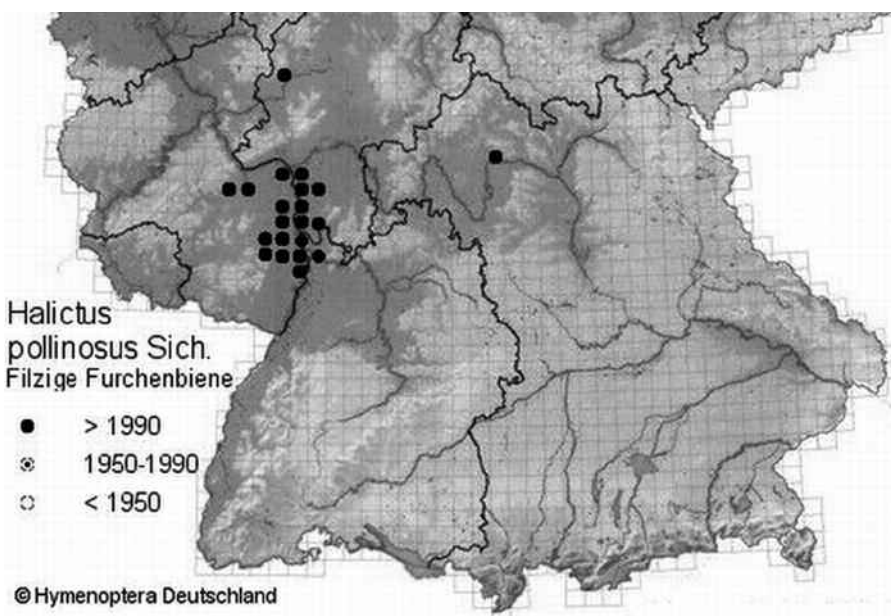 Halictus
pollinosus Sich.
Filzige Furchenbiene
> 1990
1950-1990
< 1950
© Hymenoptera Deutschland